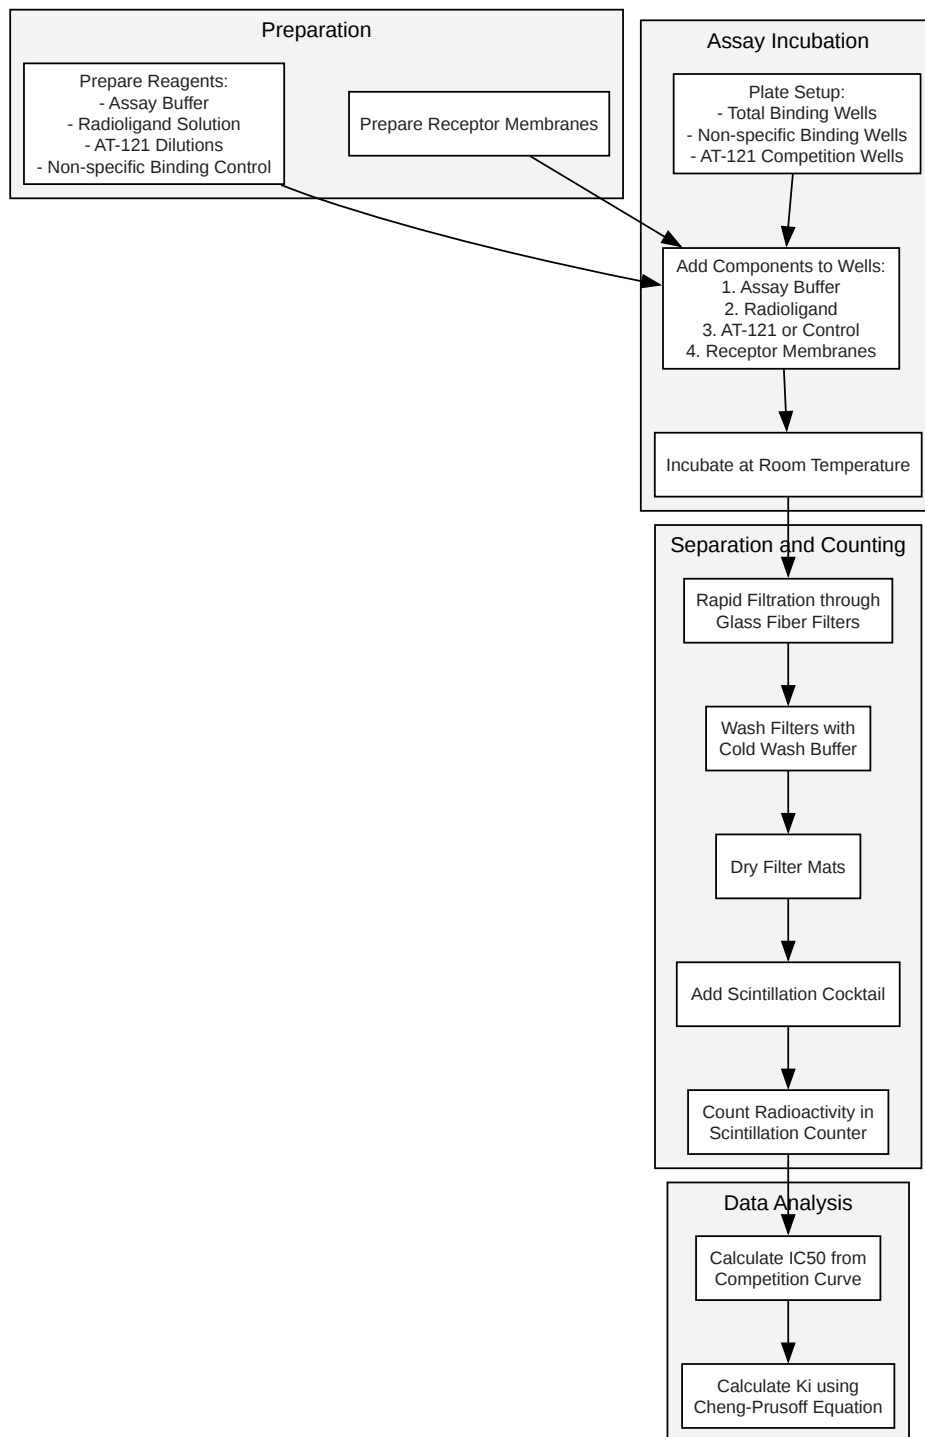 Preparation
Prepare Reagents:
- Assay Buffer
- Radioligand Solution
- AT-121 Dilutions
- Non-specific Binding Control
Prepare Receptor Membranes
Assay Incubation
Plate Setup:
- Total Binding Wells
- Non-specific Binding Wells
- AT-121 Competition Wells
Add Components to Wells:
1. Assay Buffer
2. Radioligand
3. AT-121 or Control
4. Receptor Membranes
Incubate at Room Temperature
Separation and Counting
Rapid Filtration through
Glass Fiber Filters
Wash Filters with
Cold Wash Buffer
Dry Filter Mats
Add Scintillation Cocktail
Count Radioactivity in
Scintillation Counter
Data Analysis
Calculate IC50 from
Competition Curve
Calculate Ki using
Cheng-Prusoff Equation